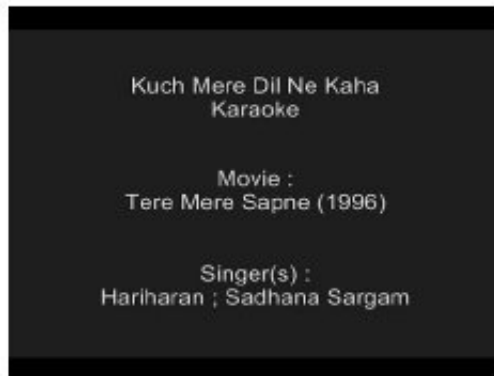 Kuch Mere Dil Ne Kaha
Karaoke
Movie :
Tere Mere Sapne (1996)
Singer(s) :
Hariharan ; Sadhana Sargam